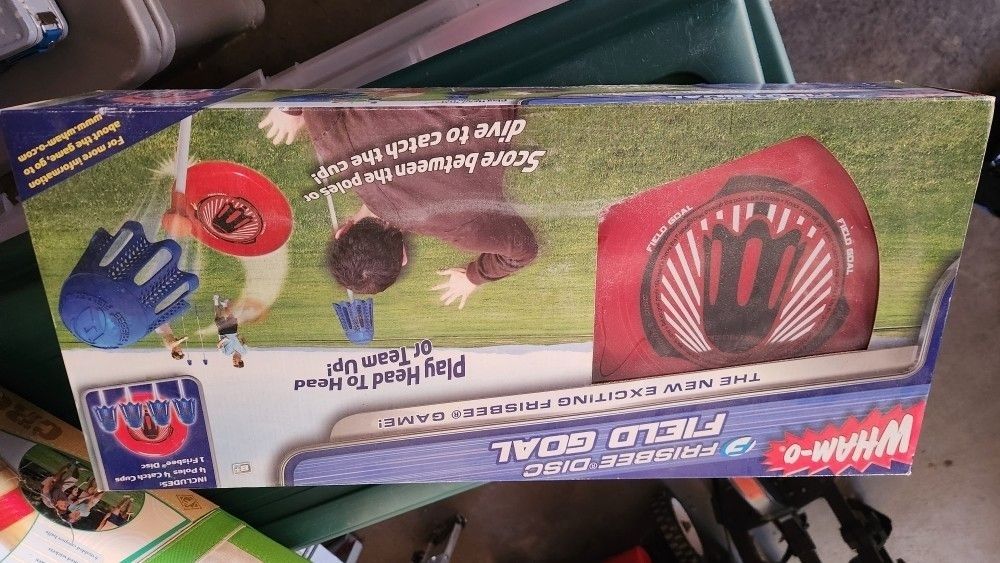 WHAM-O®
FRISBEE® DISC
FIELD GOAL
THE NEW EXCITING FRISBEE® GAME!
FIELD GOAL
FIELD GOAL
Play Head To Head
or Team Up!
Score between the poles or
dive to catch the cup!
INCLUDES:
4 Poles 4 Catch Cups
1 Frisbee® Disc
8+
For more information
about the game, go to
www.wham-o.com